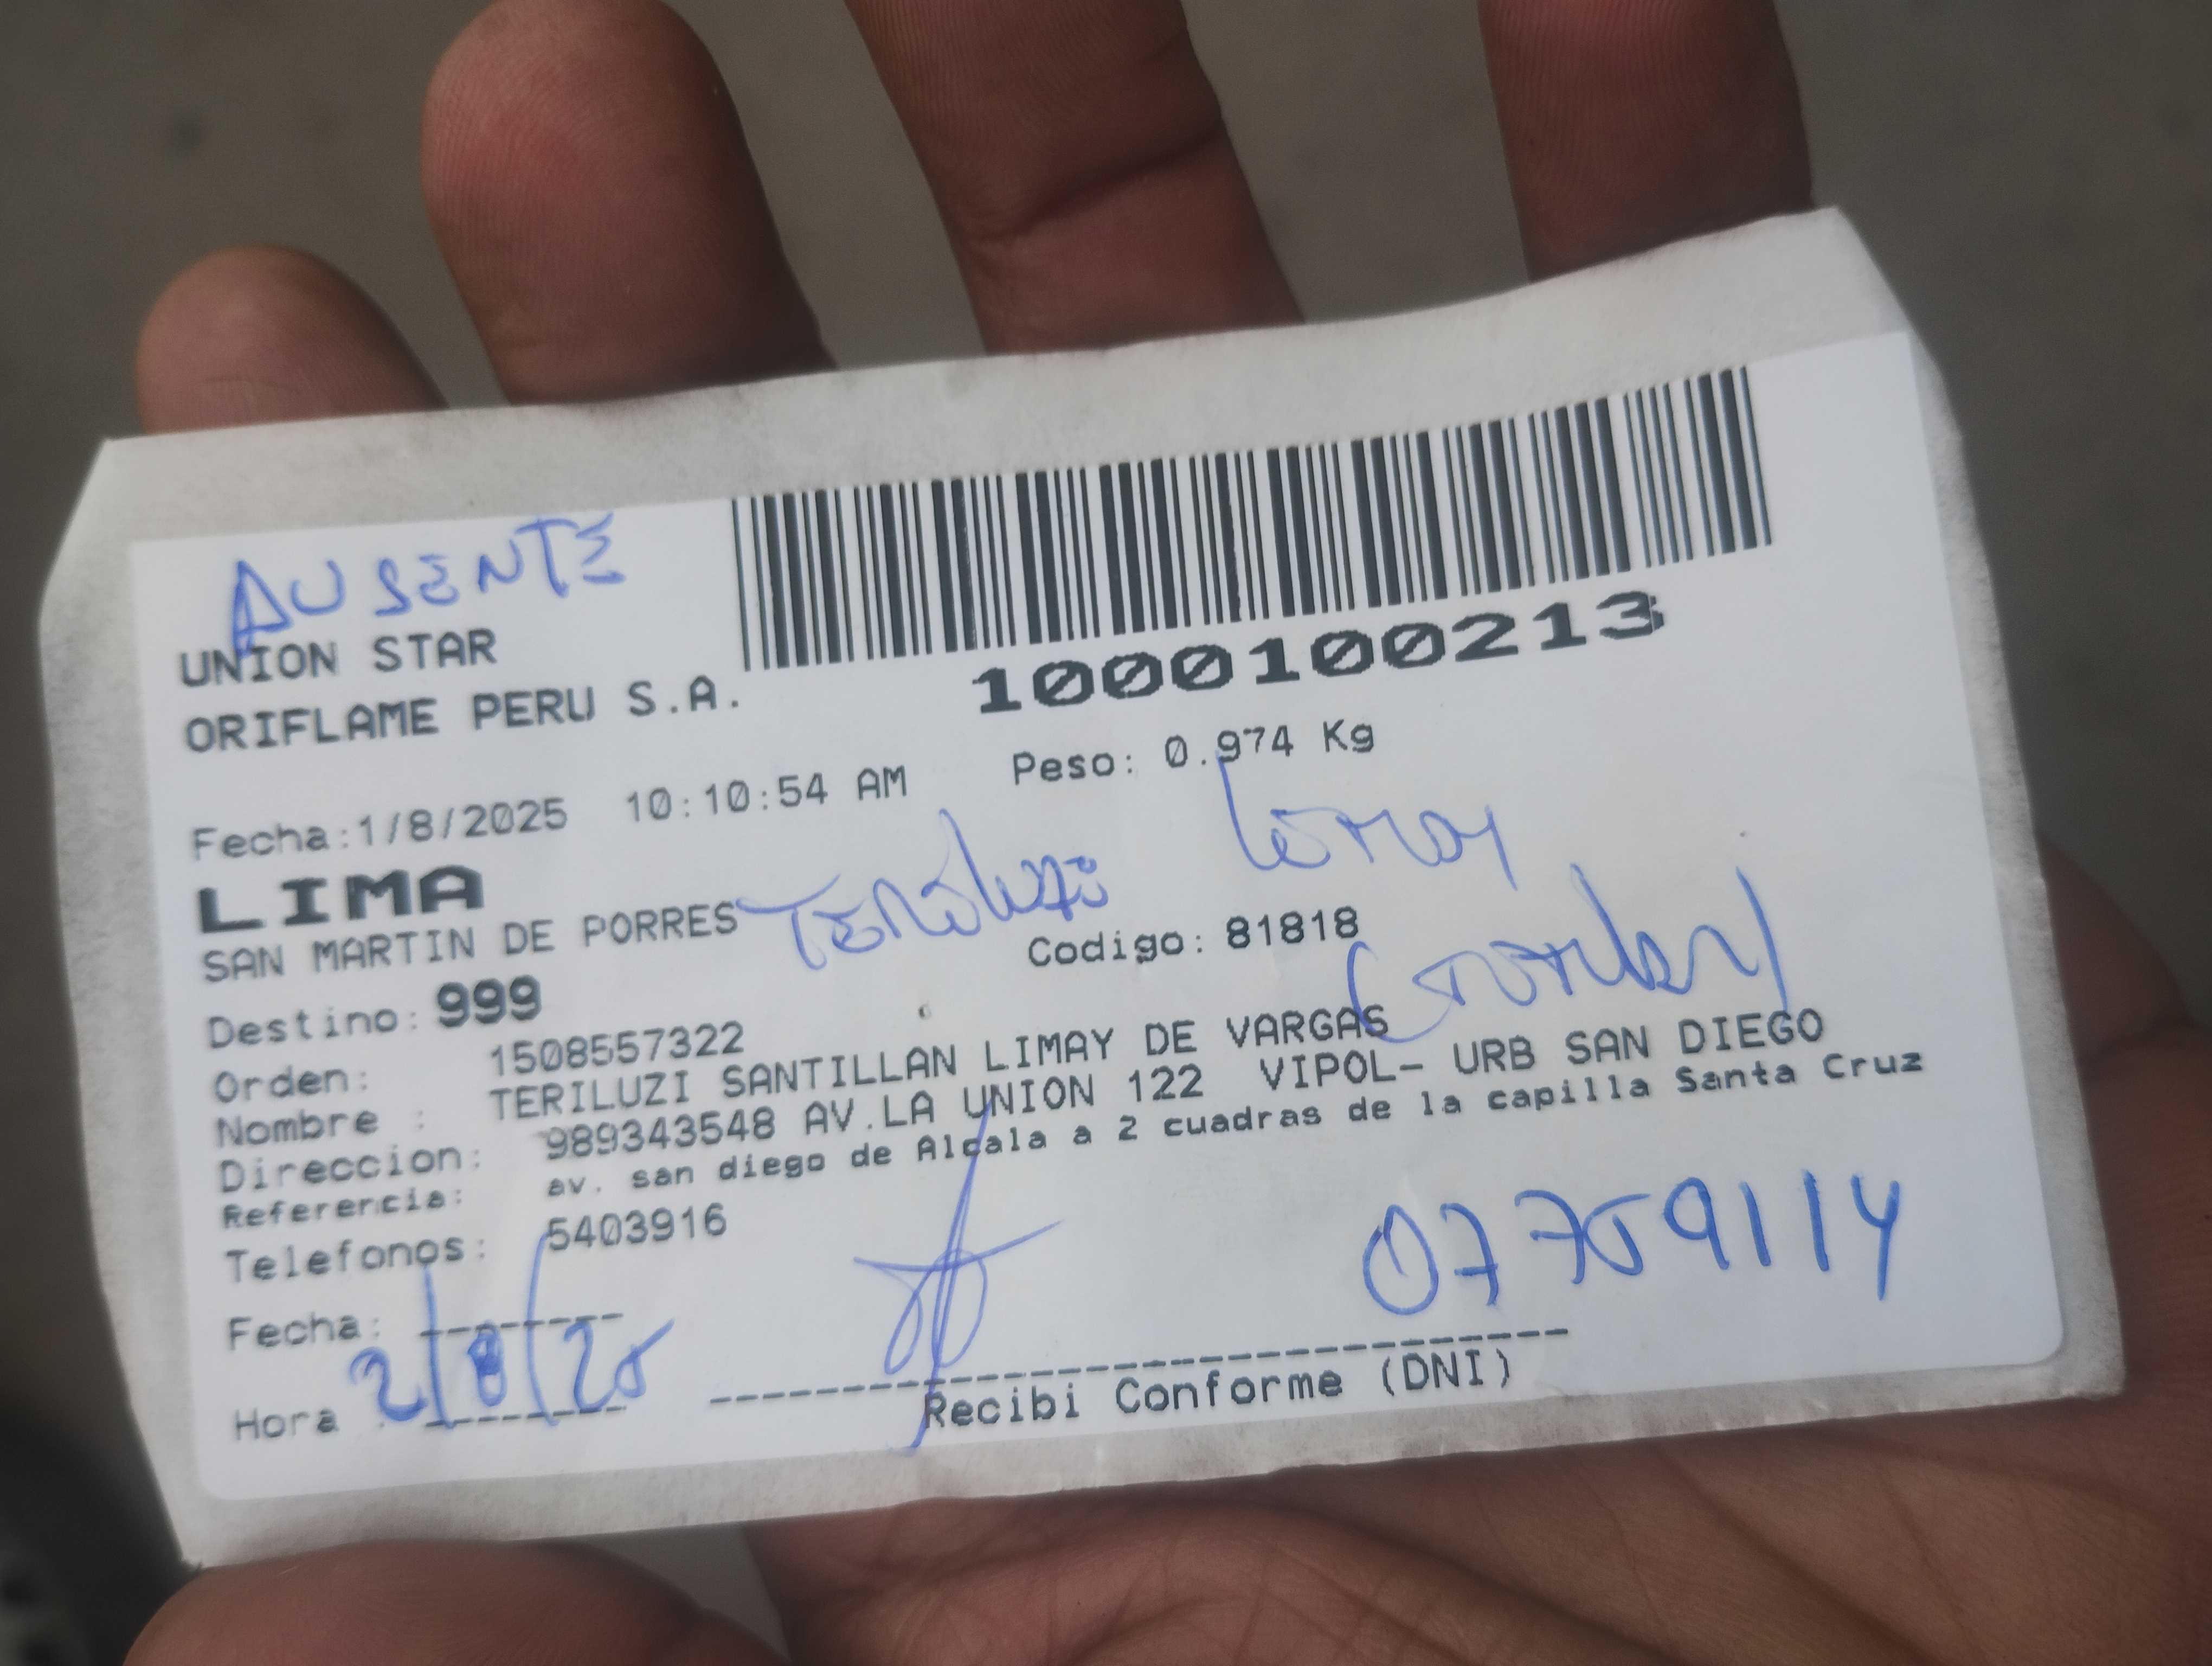 AUSENTE
UNION STAR
ORIFLAME PERU S.A.
1000100213
Fecha:1/8/2025 10:10:54 AM Peso: 0.974 Kg
LIMA
SAN MARTIN DE PORRES
Teriluzi Limay
Codigo: 81818
Destino: 999
Orden: 1508557322
Nombre : TERILUZI SANTILLAN LIMAY DE VARGAS
Direccion: 989343548 AV.LA UNION 122 VIPOL- URB SAN DIEGO
Referencia: av. san diego de Alcala a 2 cuadras de la capilla Santa Cruz
Telefonos: 5403916
Fecha:
2/8/25
07759114
Hora :
Recibi Conforme (DNI)